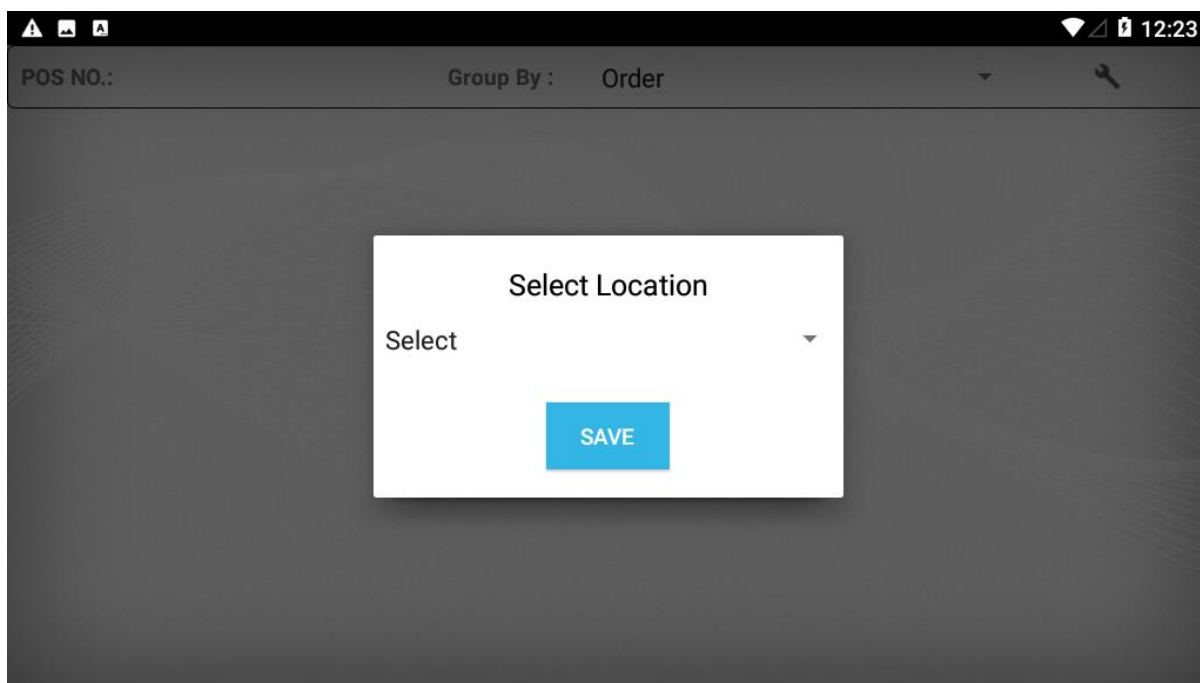 12:23
POS NO.: Group By : Order
Select Location
Select
SAVE